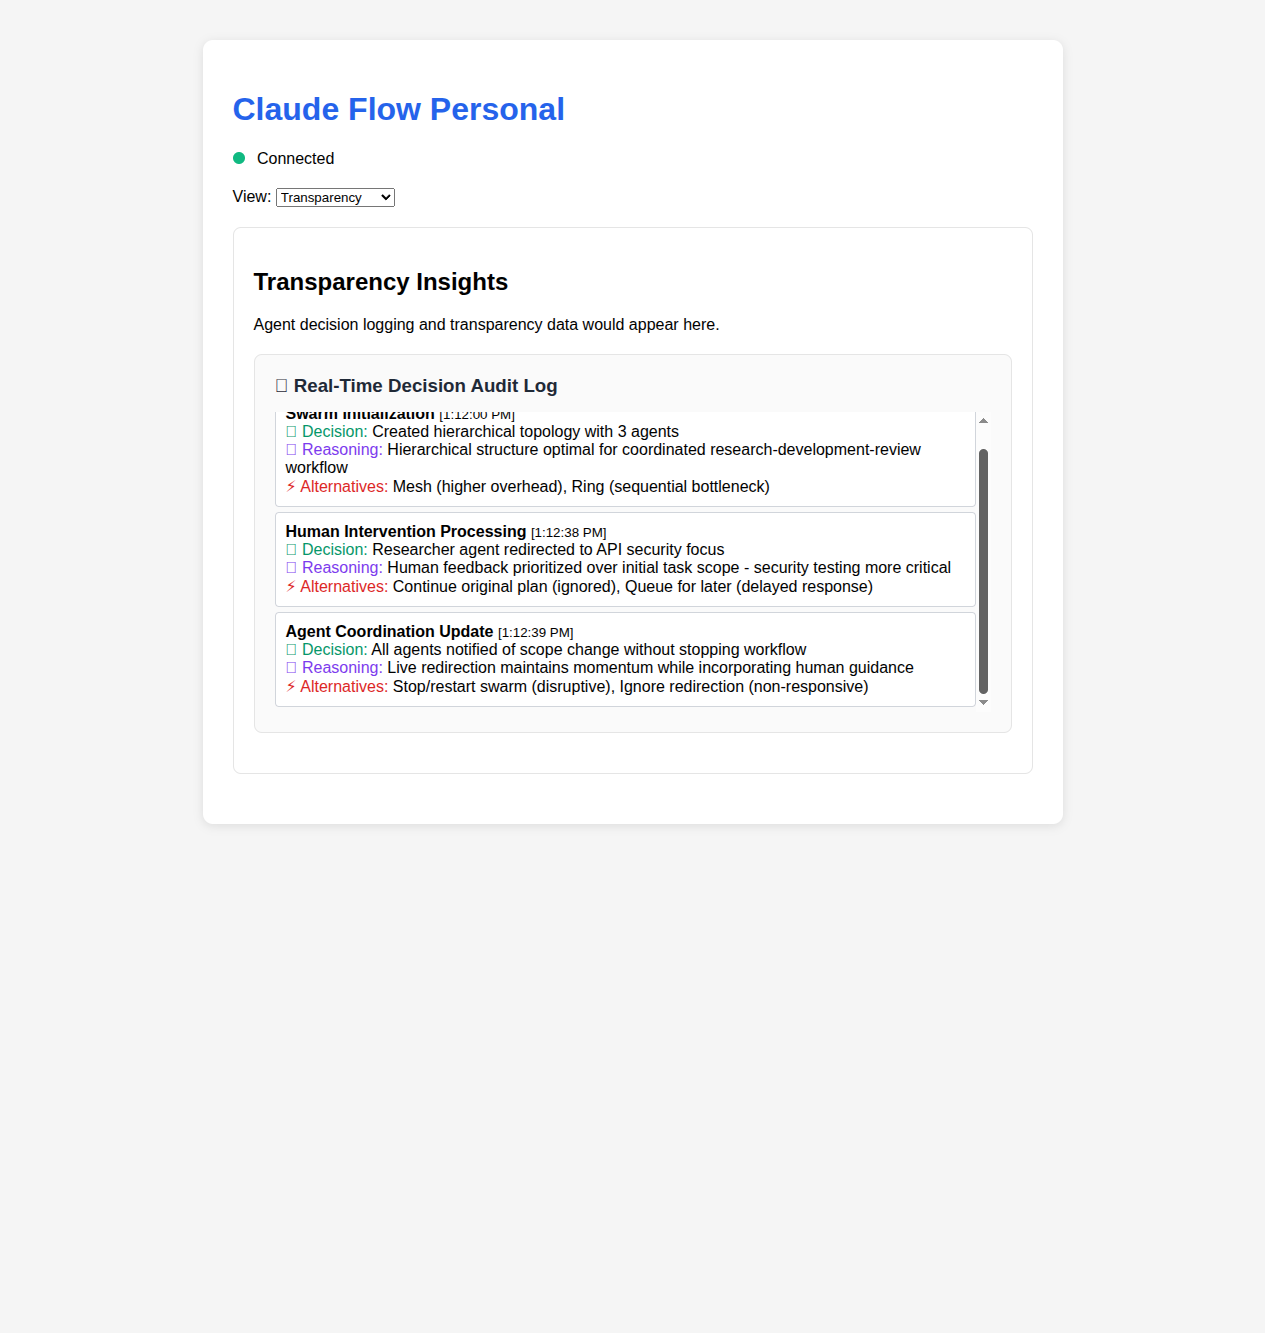 Claude Flow Personal
Connected
View: Transparency
Transparency Insights
Agent decision logging and transparency data would appear here.
Real-Time Decision Audit Log
Swarm Initialization [1:12:00 PM]
Decision: Created hierarchical topology with 3 agents
Reasoning: Hierarchical structure optimal for coordinated research-development-review
workflow
⚡ Alternatives: Mesh (higher overhead), Ring (sequential bottleneck)
Human Intervention Processing [1:12:38 PM]
Decision: Researcher agent redirected to API security focus
Reasoning: Human feedback prioritized over initial task scope - security testing more critical
⚡ Alternatives: Continue original plan (ignored), Queue for later (delayed response)
Agent Coordination Update [1:12:39 PM]
Decision: All agents notified of scope change without stopping workflow
Reasoning: Live redirection maintains momentum while incorporating human guidance
⚡ Alternatives: Stop/restart swarm (disruptive), Ignore redirection (non-responsive)